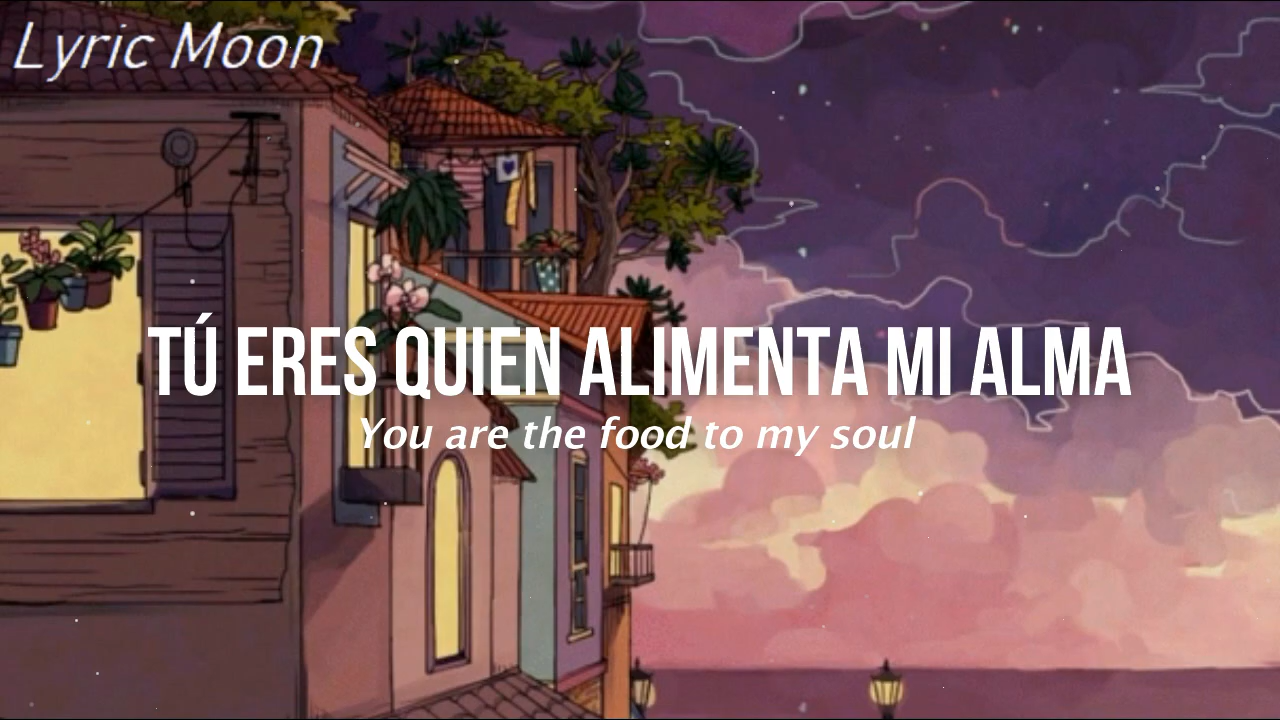 Lyric Moon
TÚ ERES QUIEN ALIMENTA MI ALMA
You are the food to my soul